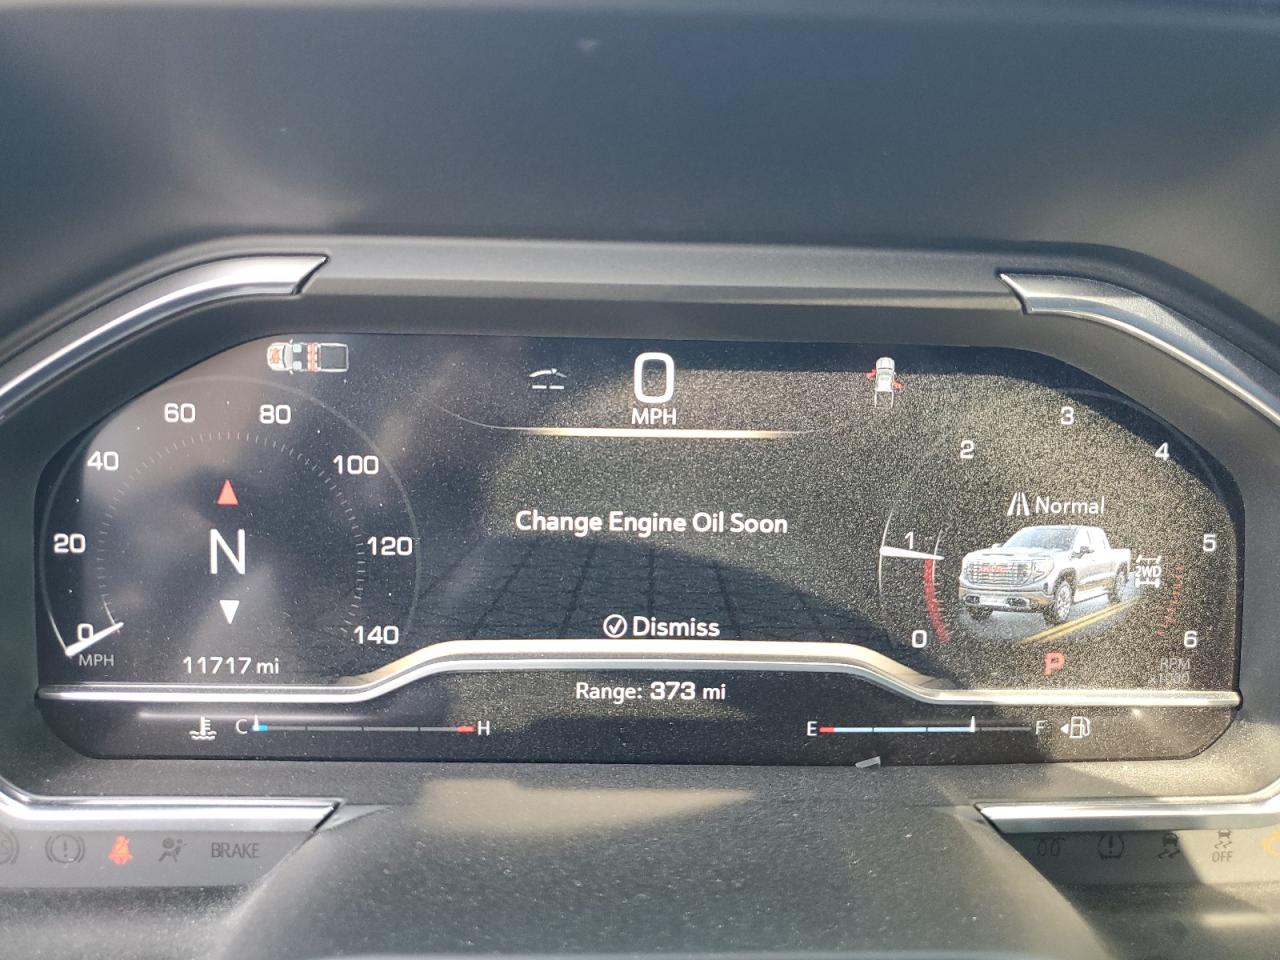 0
MPH
60 80
40 100
20 120
0 140
MPH
N
11717 mi
Change Engine Oil Soon
Dismiss
Range: 373 mi
C H
E F
3
2 4
1 5
0 6
Normal
2WD
P
RPM
x1000
BRAKE
OFF